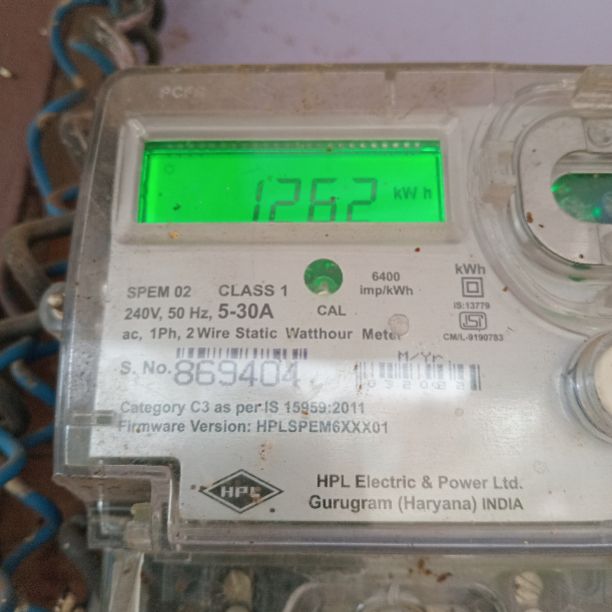 1262 kWh
SPEM 02 CLASS 1
6400 imp/kWh
kWh
240V, 50 Hz, 5-30A
CAL
IS:13779
ISI
ac, 1Ph, 2 Wire Static Watthour Meter
CM/L-9190783
M/Yr
S. No. 869404
Category C3 as per IS 15959:2011
Firmware Version: HPLSPEM6XXX01
HPL
HPL Electric & Power Ltd.
Gurugram (Haryana) INDIA